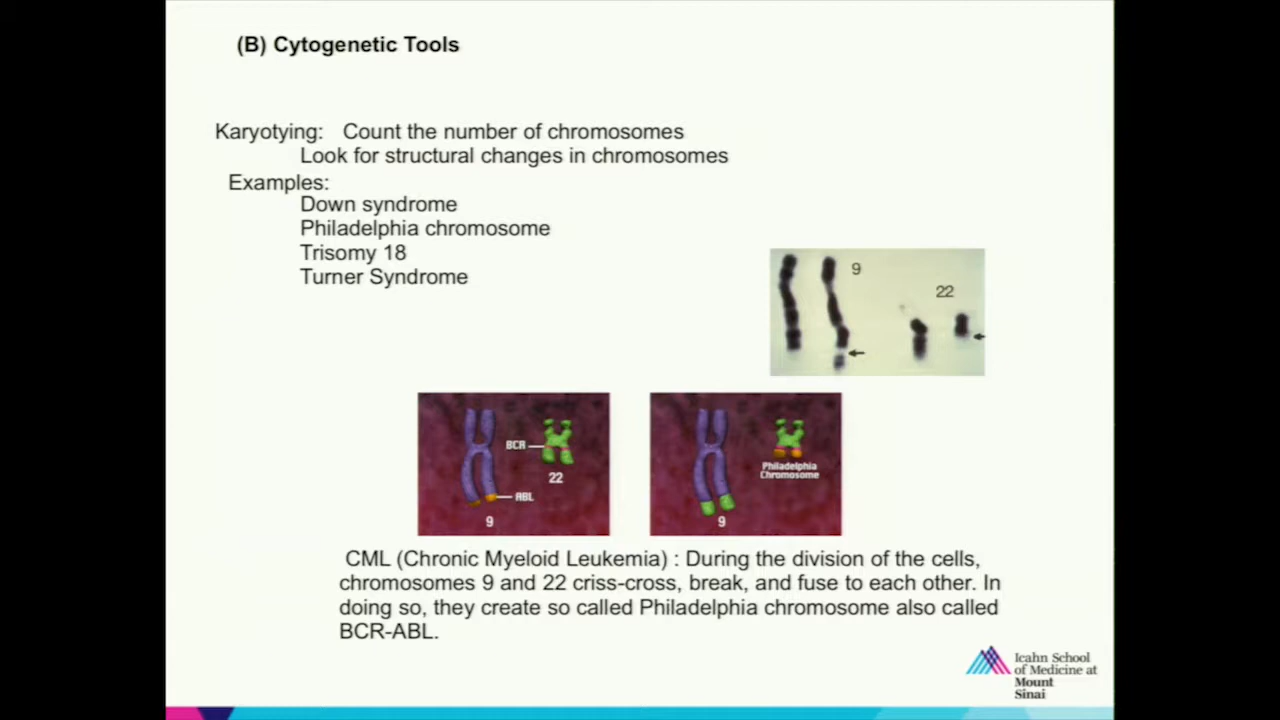 (B) Cytogenetic Tools
Karyotying: Count the number of chromosomes
Look for structural changes in chromosomes
Examples:
Down syndrome
Philadelphia chromosome
Trisomy 18
Turner Syndrome
9
22
BCR
22
ABL
9
Philadelphia
Chromosome
9
CML (Chronic Myeloid Leukemia) : During the division of the cells,
chromosomes 9 and 22 criss-cross, break, and fuse to each other. In
doing so, they create so called Philadelphia chromosome also called
BCR-ABL.
Icahn School
of Medicine at
Mount
Sinai